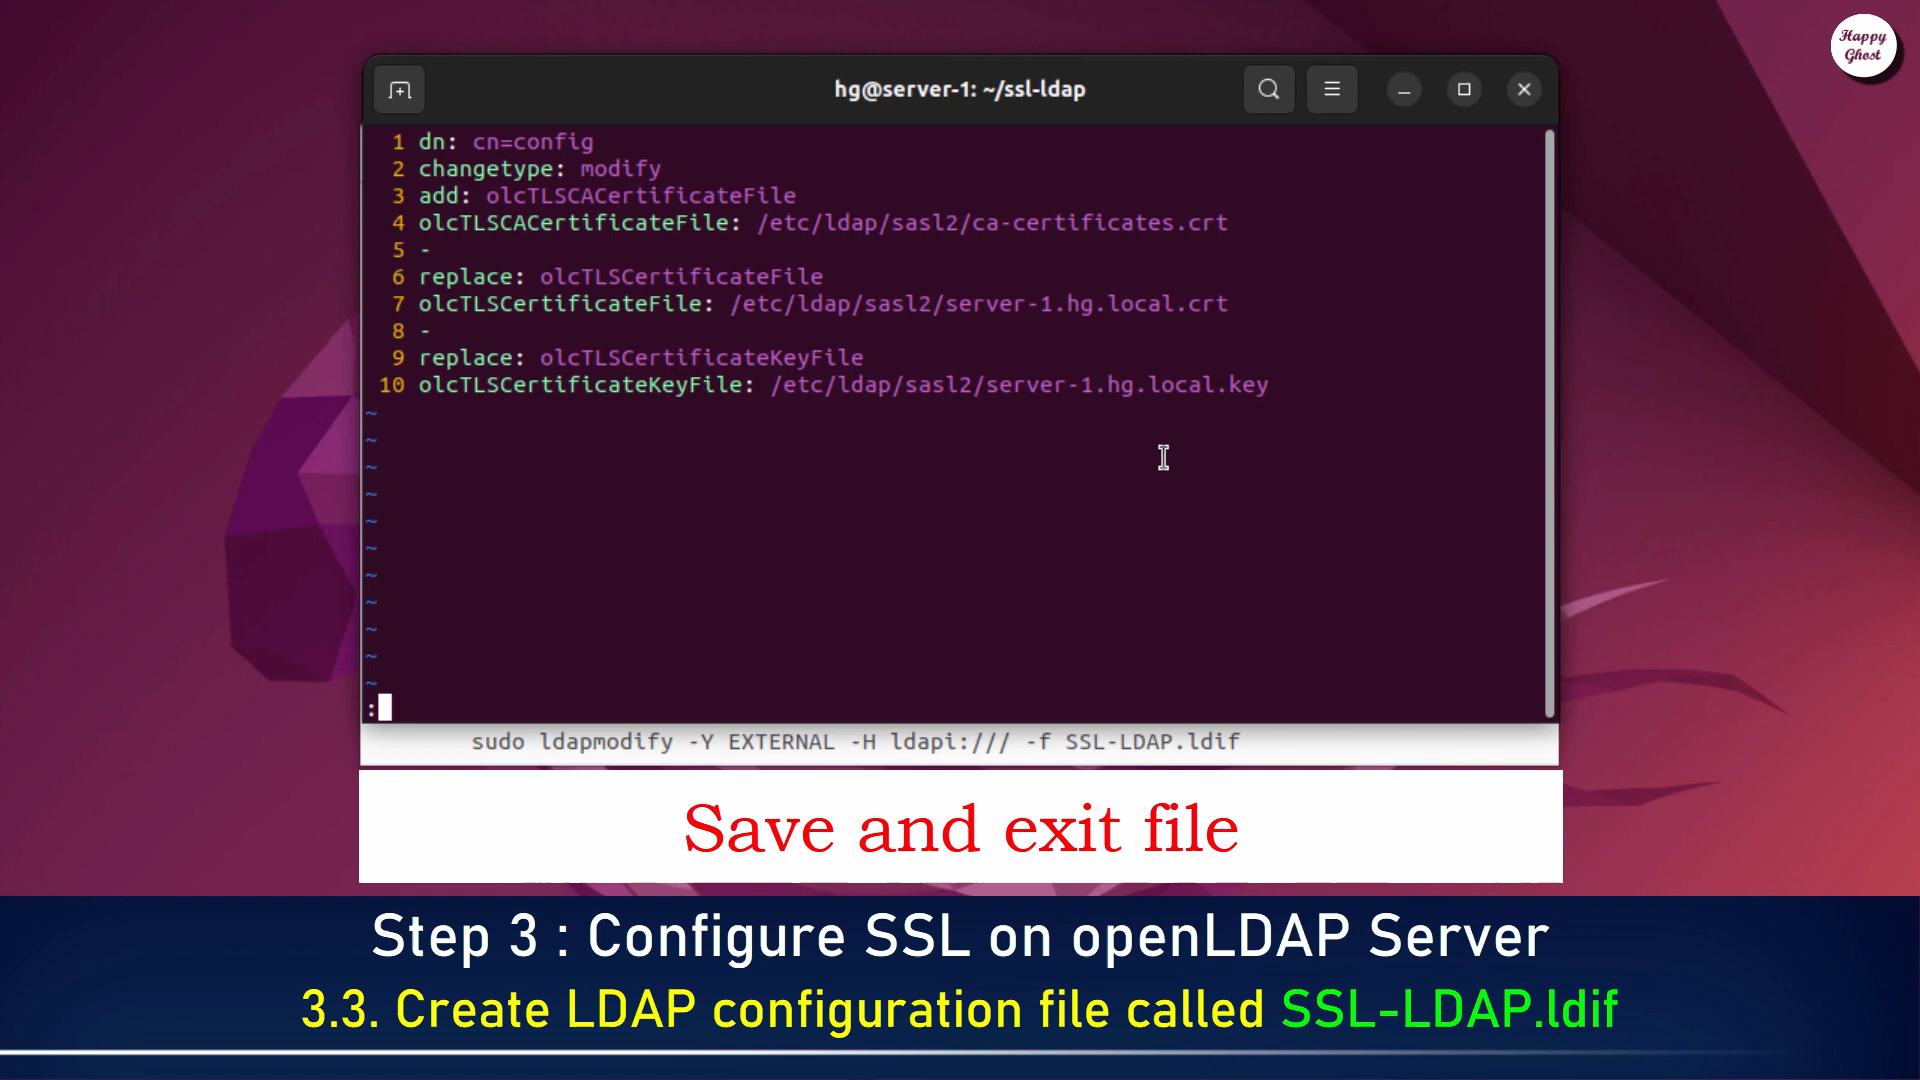 Happy
Ghost
hg@server-1: ~/ssl-ldap
1 dn: cn=config
2 changetype: modify
3 add: olcTLSCACertificateFile
4 olcTLSCACertificateFile: /etc/ldap/sasl2/ca-certificates.crt
5 -
6 replace: olcTLSCertificateFile
7 olcTLSCertificateFile: /etc/ldap/sasl2/server-1.hg.local.crt
8 -
9 replace: olcTLSCertificateKeyFile
10 olcTLSCertificateKeyFile: /etc/ldap/sasl2/server-1.hg.local.key
~
~
~
~
~
~
~
~
~
~
~
:
sudo ldapmodify -Y EXTERNAL -H ldapi:/// -f SSL-LDAP.ldif
Save and exit file
Step 3 : Configure SSL on openLDAP Server
3.3. Create LDAP configuration file called SSL-LDAP.ldif